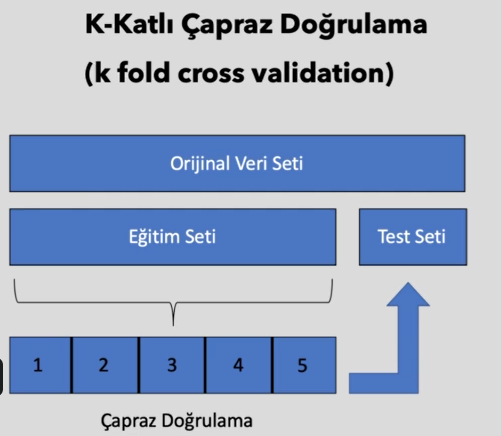 K-Katlı Çapraz Doğrulama
(k fold cross validation)
Orijinal Veri Seti
Eğitim Seti
Test Seti
1 2 3 4 5
Çapraz Doğrulama